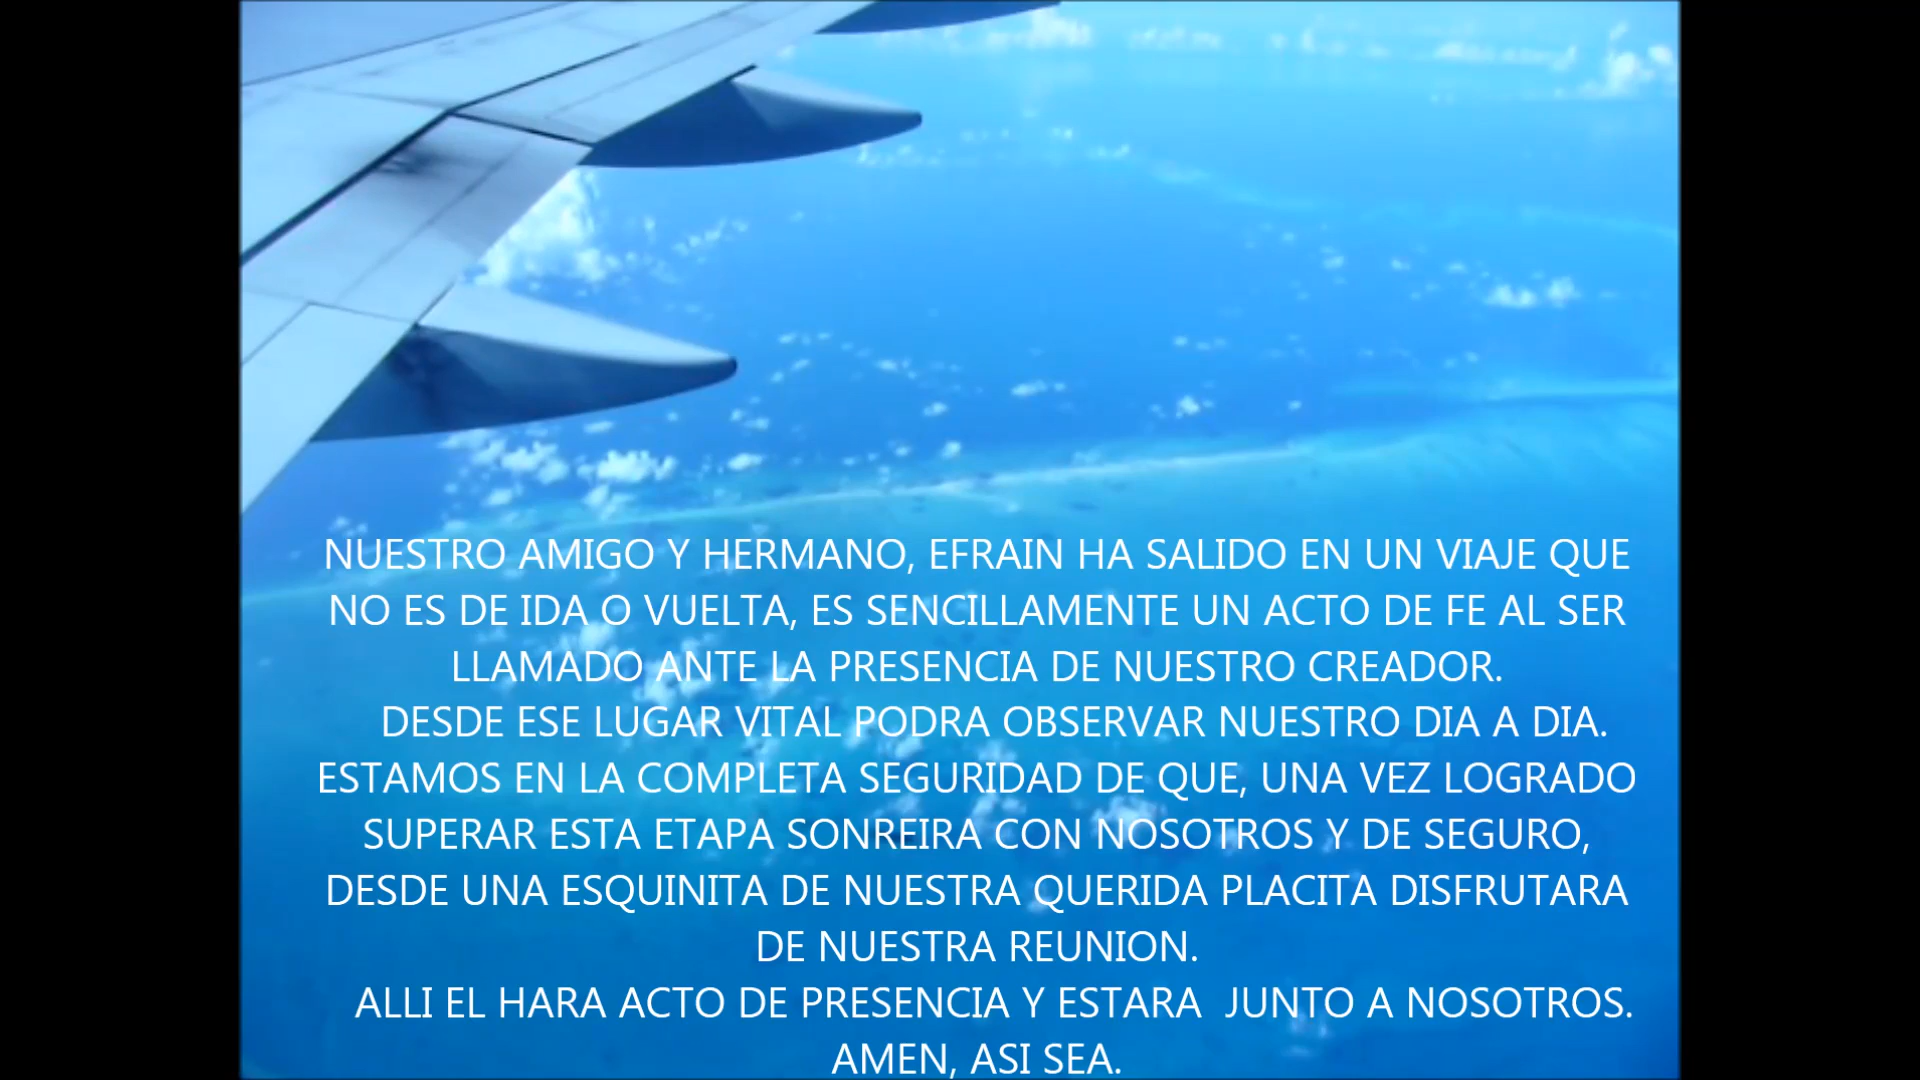 NUESTRO AMIGO Y HERMANO, EFRAIN HA SALIDO EN UN VIAJE QUE
NO ES DE IDA O VUELTA, ES SENCILLAMENTE UN ACTO DE FE AL SER
LLAMADO ANTE LA PRESENCIA DE NUESTRO CREADOR.
DESDE ESE LUGAR VITAL PODRA OBSERVAR NUESTRO DIA A DIA.
ESTAMOS EN LA COMPLETA SEGURIDAD DE QUE, UNA VEZ LOGRADO
SUPERAR ESTA ETAPA SONREIRA CON NOSOTROS Y DE SEGURO,
DESDE UNA ESQUINITA DE NUESTRA QUERIDA PLACITA DISFRUTARA
DE NUESTRA REUNION.
ALLI EL HARA ACTO DE PRESENCIA Y ESTARA  JUNTO A NOSOTROS.
AMEN, ASI SEA.